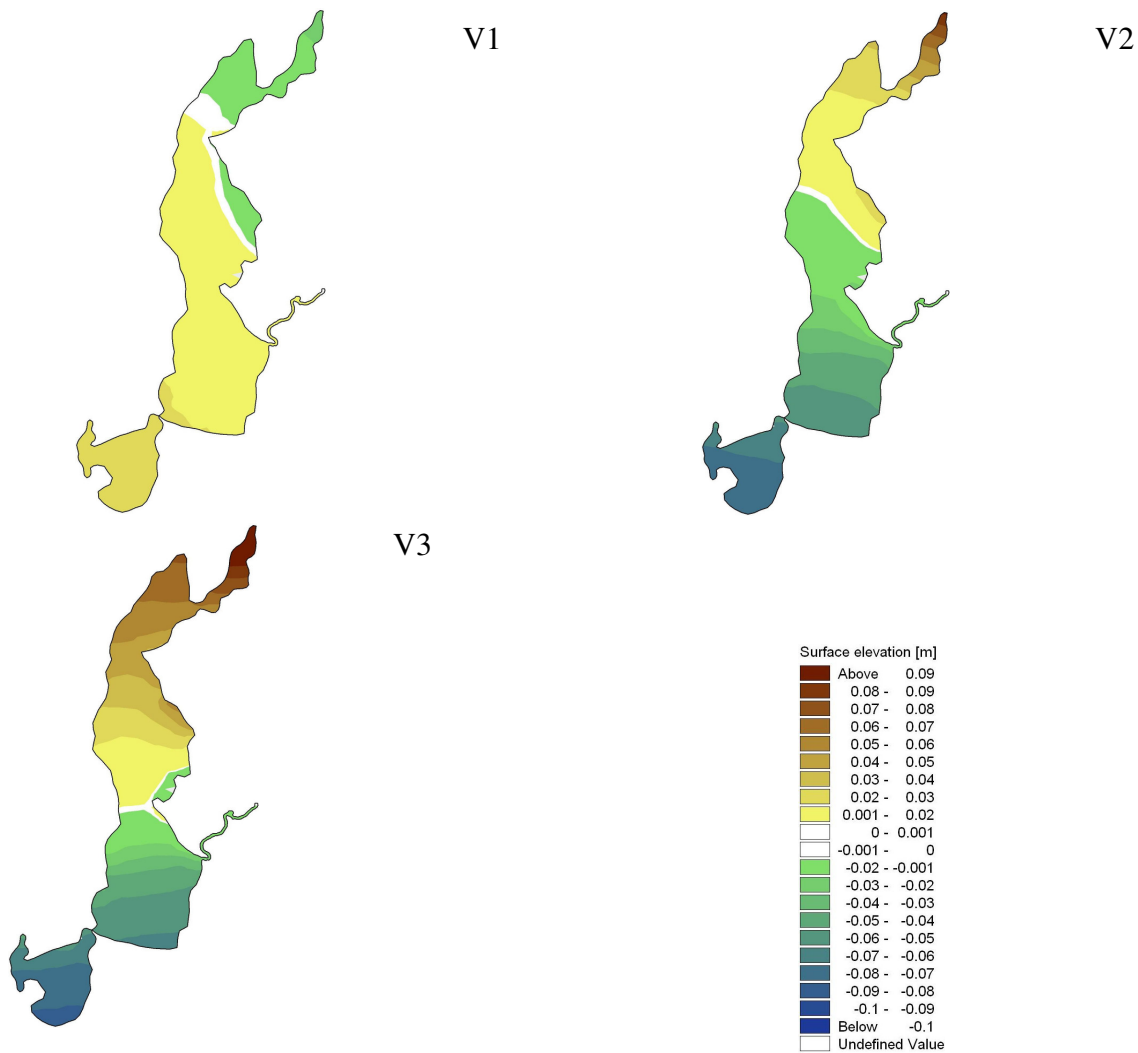 V1
V2
V3
Surface elevation [m]
Above 0.09
0.08 - 0.09
0.07 - 0.08
0.06 - 0.07
0.05 - 0.06
0.04 - 0.05
0.03 - 0.04
0.02 - 0.03
0.001 - 0.02
0 - 0.001
-0.001 - 0
-0.02 - -0.001
-0.03 - -0.02
-0.04 - -0.03
-0.05 - -0.04
-0.06 - -0.05
-0.07 - -0.06
-0.08 - -0.07
-0.09 - -0.08
-0.1 - -0.09
Below -0.1
Undefined Value